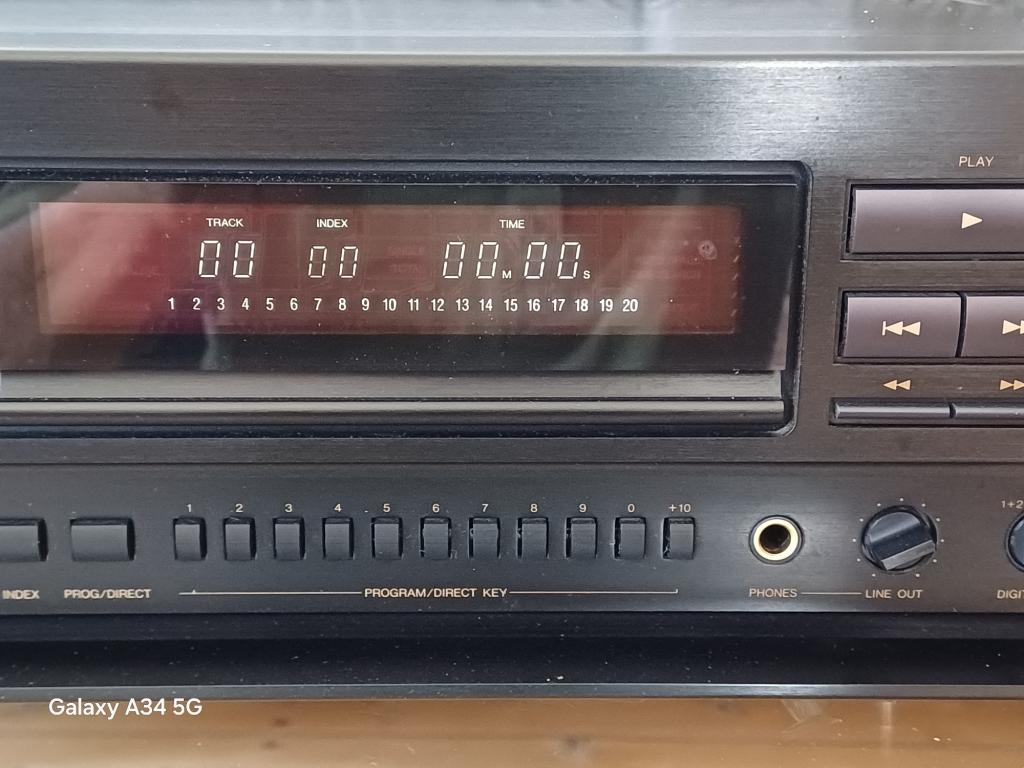 PLAY
TRACK INDEX TIME
00 00 00 M 00 S
1 2 3 4 5 6 7 8 9 10 11 12 13 14 15 16 17 18 19 20
1 2 3 4 5 6 7 8 9 0 +10
INDEX PROG/DIRECT PROGRAM/DIRECT KEY PHONES LINE OUT
Galaxy A34 5G